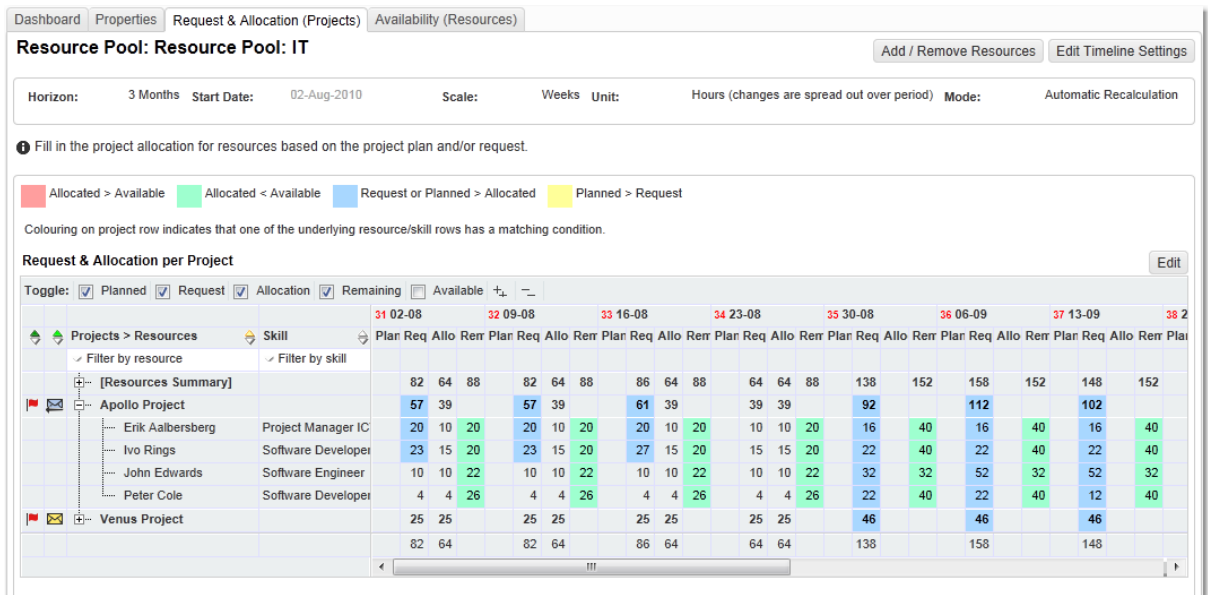 Dashboard Properties Request & Allocation (Projects) Availability (Resources)
Resource Pool: Resource Pool: IT Add / Remove Resources Edit Timeline Settings
Horizon: 3 Months Start Date: 02-Aug-2010 Scale: Weeks Unit: Hours (changes are spread out over period) Mode: Automatic Recalculation
Fill in the project allocation for resources based on the project plan and/or request.
Allocated > Available Allocated < Available Request or Planned > Allocated Planned > Request
Colouring on project row indicates that one of the underlying resource/skill rows has a matching condition.
Request & Allocation per Project Edit
Toggle: Planned Request Allocation Remaining Available
31 02-08 32 09-08 33 16-08 34 23-08 35 30-08 36 06-09 37 13-09 38 2
Projects > Resources Skill Plan Req Allo Rem Plan Req Allo Rem Plan Req Allo Rem Plan Req Allo Rem Plan Req Allo Rem Plan Req Allo Rem Plan Req Allo Rem Plan
Filter by resource Filter by skill
[Resources Summary] 82 64 88 82 64 88 86 64 88 64 64 88 138 152 158 152 148 152
Apollo Project 57 39 57 39 61 39 39 39 92 112 102
Erik Aalbersberg Project Manager IC 20 10 20 20 10 20 20 10 20 10 10 20 16 40 16 40 16 40
Ivo Rings Software Developer 23 15 20 23 15 20 27 15 20 15 15 20 22 40 22 40 22 40
John Edwards Software Engineer 10 10 22 10 10 22 10 10 22 10 10 22 32 32 52 32 52 32
Peter Cole Software Developer 4 4 26 4 4 26 4 4 26 4 4 26 22 40 22 40 12 40
Venus Project 25 25 25 25 25 25 25 25 46 46 46
82 64 82 64 86 64 64 64 138 158 148